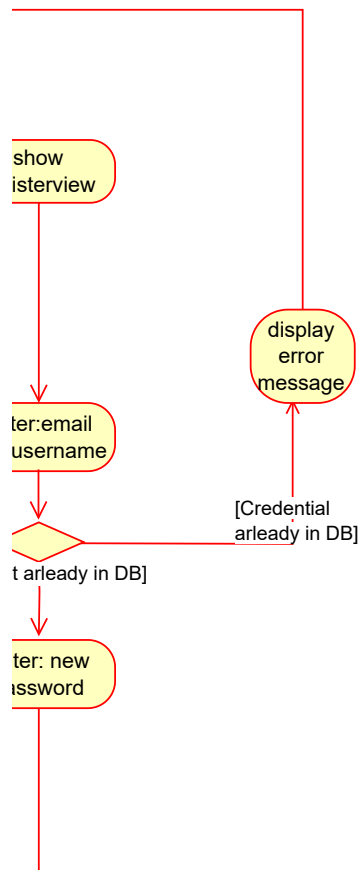 show
isterview
display
error
message
ter:email
username
[Credential
arleady in DB]
t arleady in DB]
ter: new
assword